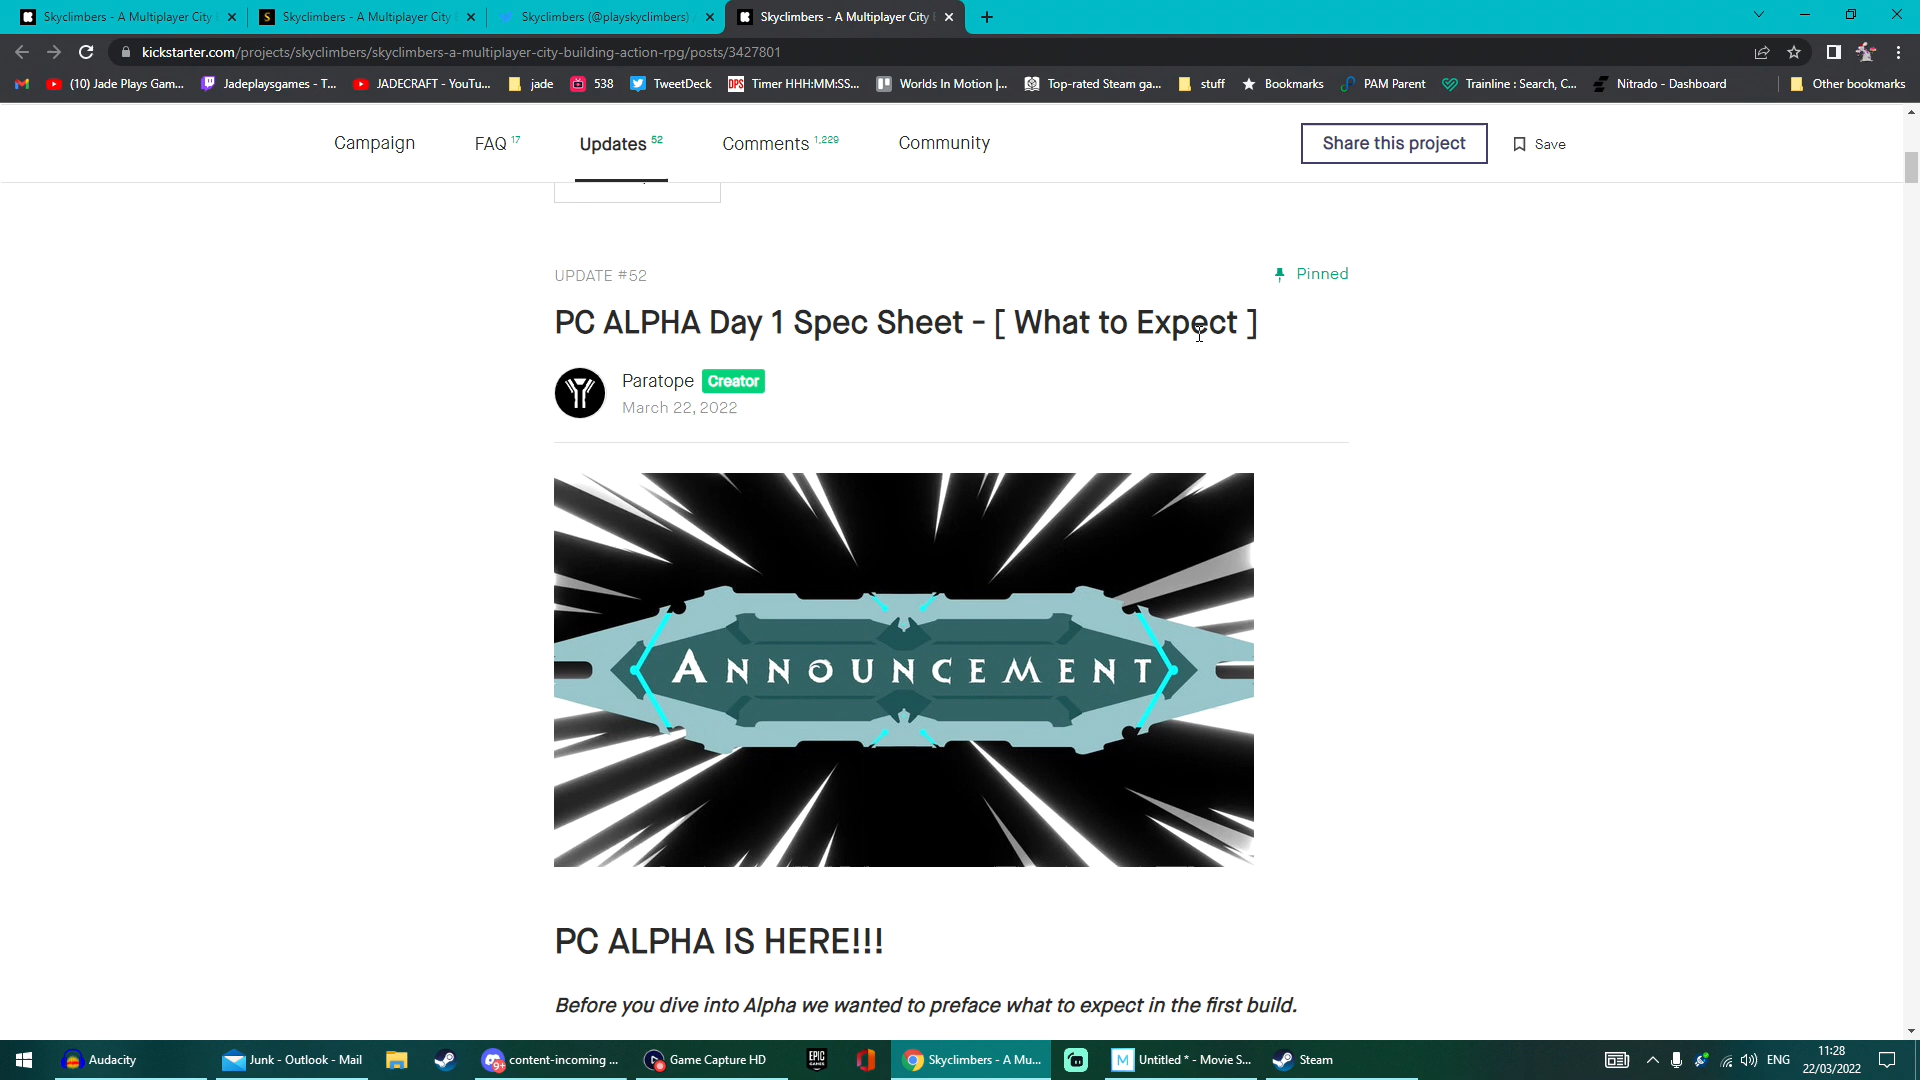 Skyclimbers - A Multiplayer City
Skyclimbers - A Multiplayer City
Skyclimbers (@playskyclimbers)
Skyclimbers - A Multiplayer City
kickstarter.com/projects/skyclimbers/skyclimbers-a-multiplayer-city-building-action-rpg/posts/3427801
(10) Jade Plays Gam...
Jadeplaysgames - T...
JADECRAFT - YouTu...
jade
538
TweetDeck
DPS Timer HHH:MM:SS...
Worlds In Motion |...
Top-rated Steam ga...
stuff
Bookmarks
PAM Parent
Trainline : Search, C...
Nitrado - Dashboard
Other bookmarks
Campaign
FAQ 17
Updates 52
Comments 1,229
Community
Share this project
Save
UPDATE #52
Pinned
PC ALPHA Day 1 Spec Sheet - [ What to Expect ]
Paratope Creator
March 22, 2022
ANNOUNCEMENT
PC ALPHA IS HERE!!!
Before you dive into Alpha we wanted to preface what to expect in the first build.
Audacity
Junk - Outlook - Mail
9+ content-incoming ...
Game Capture HD
EPIC GAMES
Skyclimbers - A Mu...
M Untitled * - Movie S...
Steam
ENG
11:28
22/03/2022